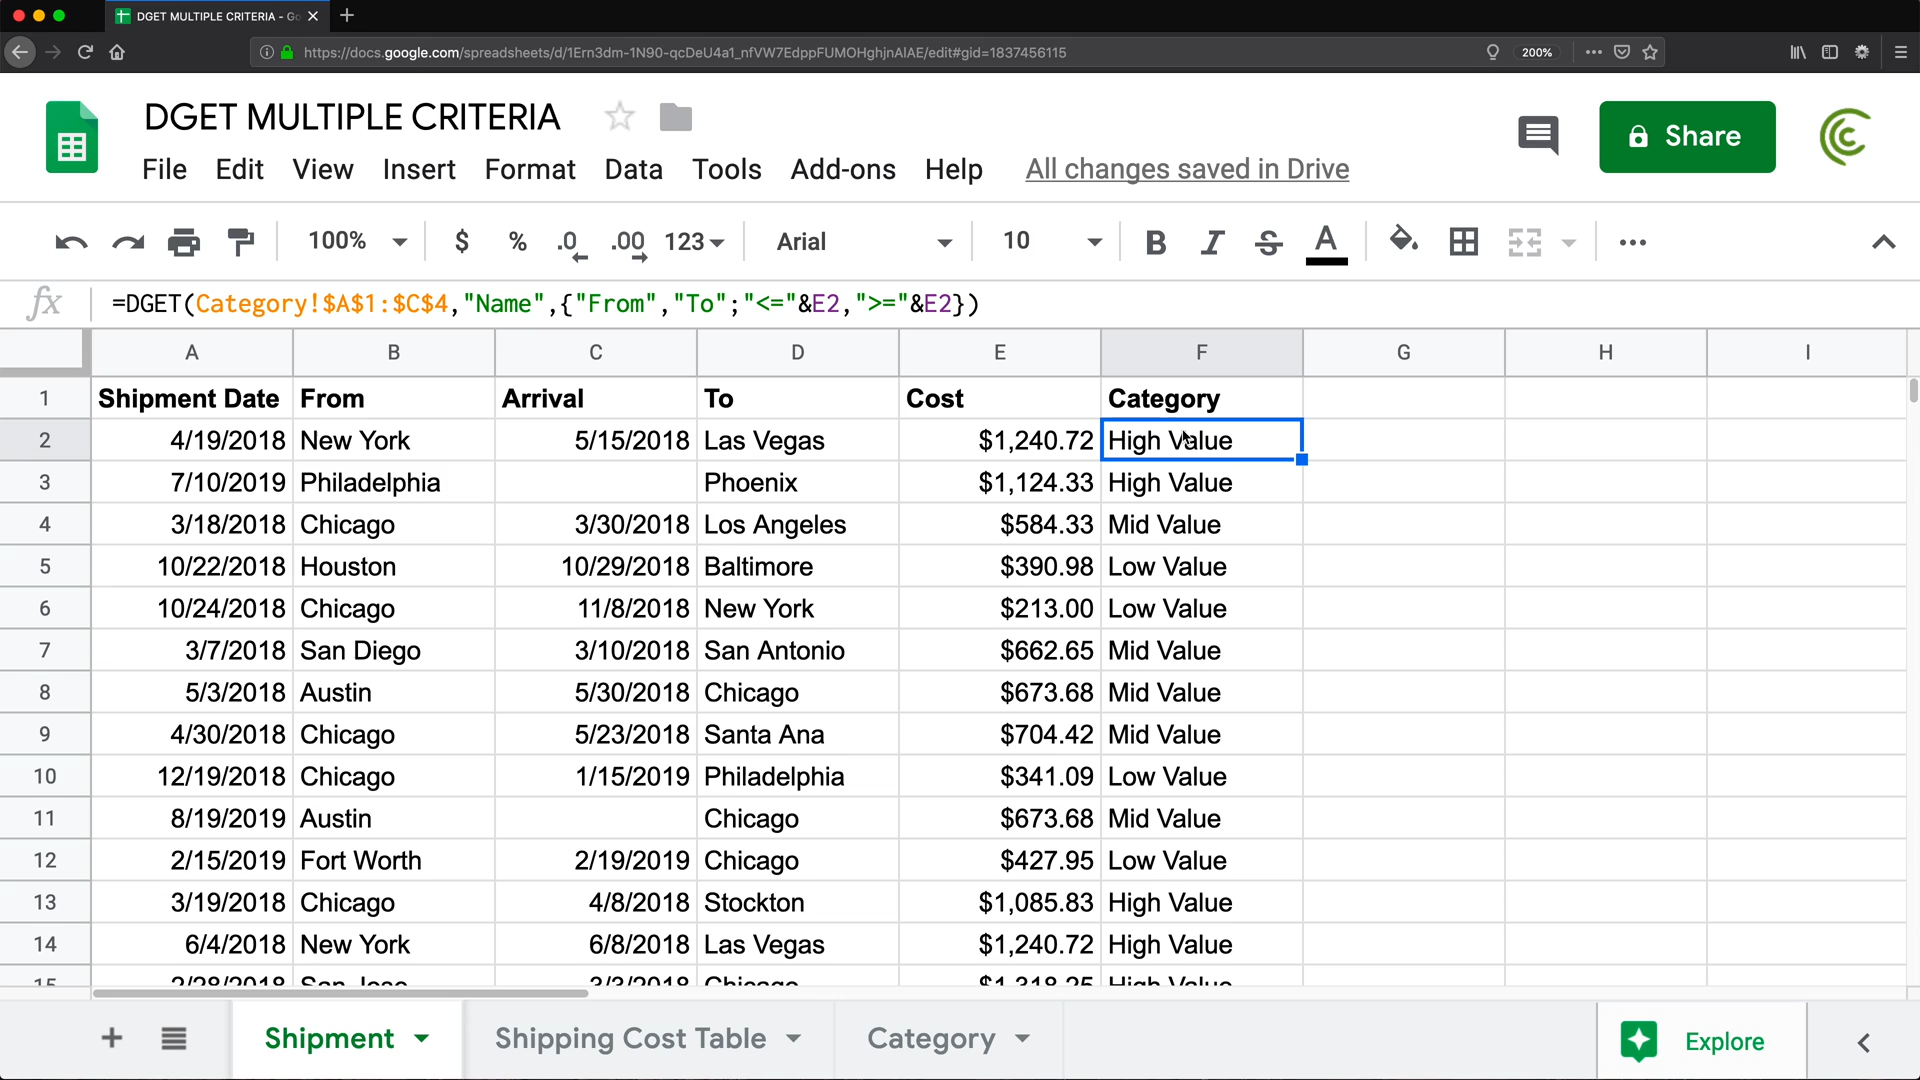 DGET MULTIPLE CRITERIA - Go
https://docs.google.com/spreadsheets/d/1Ern3dm-1N90-qcDeU4a1_nfVW7EdppFUMOHghjnAlAE/edit#gid=1837456115 200%
DGET MULTIPLE CRITERIA
File Edit View Insert Format Data Tools Add-ons Help All changes saved in Drive
Share
100% $ % .0 .00 123 Arial 10 B I S A
fx =DGET(Category!$A$1:$C$4,"Name",{"From","To";"<="&E2,">="&E2})
A B C D E F G H I
1 Shipment Date From Arrival To Cost Category
2 4/19/2018 New York 5/15/2018 Las Vegas $1,240.72 High Value
3 7/10/2019 Philadelphia Phoenix $1,124.33 High Value
4 3/18/2018 Chicago 3/30/2018 Los Angeles $584.33 Mid Value
5 10/22/2018 Houston 10/29/2018 Baltimore $390.98 Low Value
6 10/24/2018 Chicago 11/8/2018 New York $213.00 Low Value
7 3/7/2018 San Diego 3/10/2018 San Antonio $662.65 Mid Value
8 5/3/2018 Austin 5/30/2018 Chicago $673.68 Mid Value
9 4/30/2018 Chicago 5/23/2018 Santa Ana $704.42 Mid Value
10 12/19/2018 Chicago 1/15/2019 Philadelphia $341.09 Low Value
11 8/19/2019 Austin Chicago $673.68 Mid Value
12 2/15/2019 Fort Worth 2/19/2019 Chicago $427.95 Low Value
13 3/19/2018 Chicago 4/8/2018 Stockton $1,085.83 High Value
14 6/4/2018 New York 6/8/2018 Las Vegas $1,240.72 High Value
15 2/28/2018 San Jose 3/3/2018 Chicago $1,318.25 High Value
Shipment Shipping Cost Table Category Explore